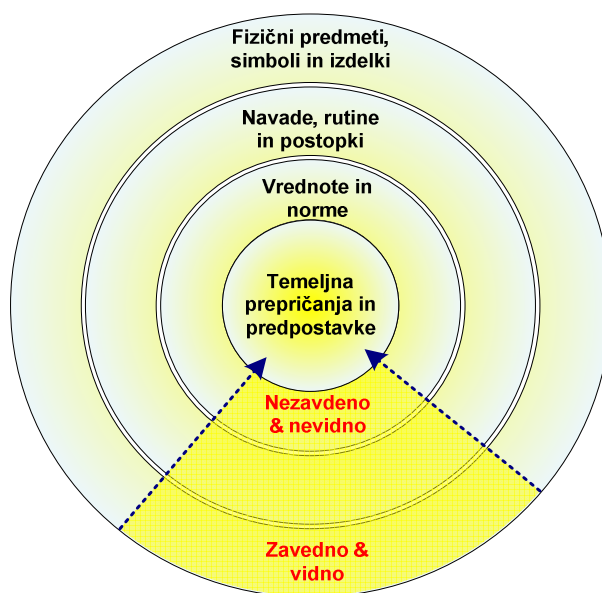 Fizični predmeti,
simboli in izdelki
Navade, rutine
in postopki
Vrednote in
norme
Temeljna
prepričanja in
predpostavke
Nezavdeno
& nevidno
Zavedno &
vidno